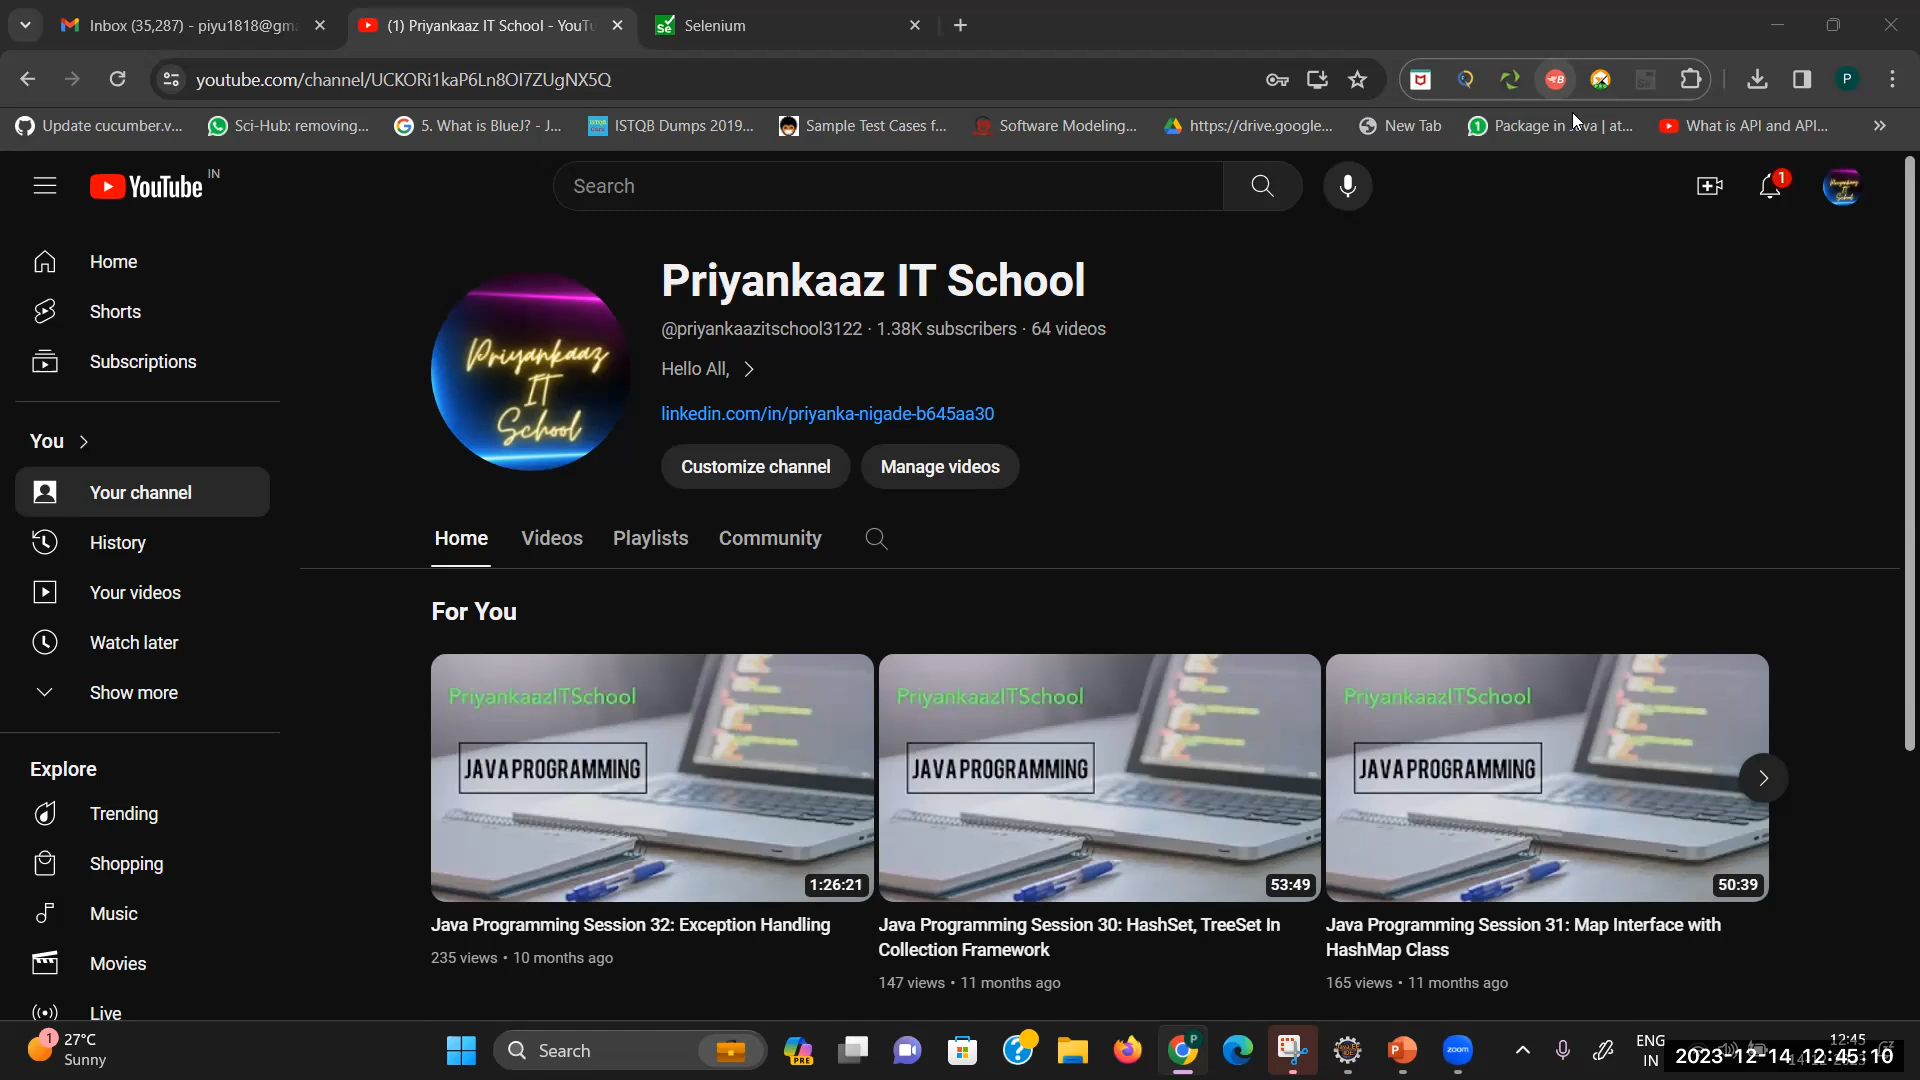 Inbox (35,287) - piyu1818@gm
(1) Priyankaaz IT School - YouTu
Selenium
youtube.com/channel/UCKORi1kaP6Ln8OI7ZUgNX5Q
P
Update cucumber.v...
Sci-Hub: removing...
5. What is BlueJ? - J...
ISTQB Dumps 2019...
Sample Test Cases f...
Software Modeling...
https://drive.google...
New Tab
Package in Java | at...
What is API and API...
YouTube IN
Search
1
Home
Shorts
Subscriptions
You
Your channel
History
Your videos
Watch later
Show more
Explore
Trending
Shopping
Music
Movies
Live
Priyankaaz
IT
School
Priyankaaz IT School
@priyankaazitschool3122 · 1.38K subscribers · 64 videos
Hello All,
linkedin.com/in/priyanka-nigade-b645aa30
Customize channel
Manage videos
Home
Videos
Playlists
Community
For You
PriyankaazITSchool
JAVA PROGRAMMING
1:26:21
PriyankaazITSchool
JAVA PROGRAMMING
53:49
PriyankaazITSchool
JAVA PROGRAMMING
50:39
Java Programming Session 32: Exception Handling
235 views • 10 months ago
Java Programming Session 30: HashSet, TreeSet In
Collection Framework
147 views • 11 months ago
Java Programming Session 31: Map Interface with
HashMap Class
165 views • 11 months ago
1
27°C
Sunny
Search
PRE
P
zoom
ENG
IN
12:45
2023-12-14 12:45:10